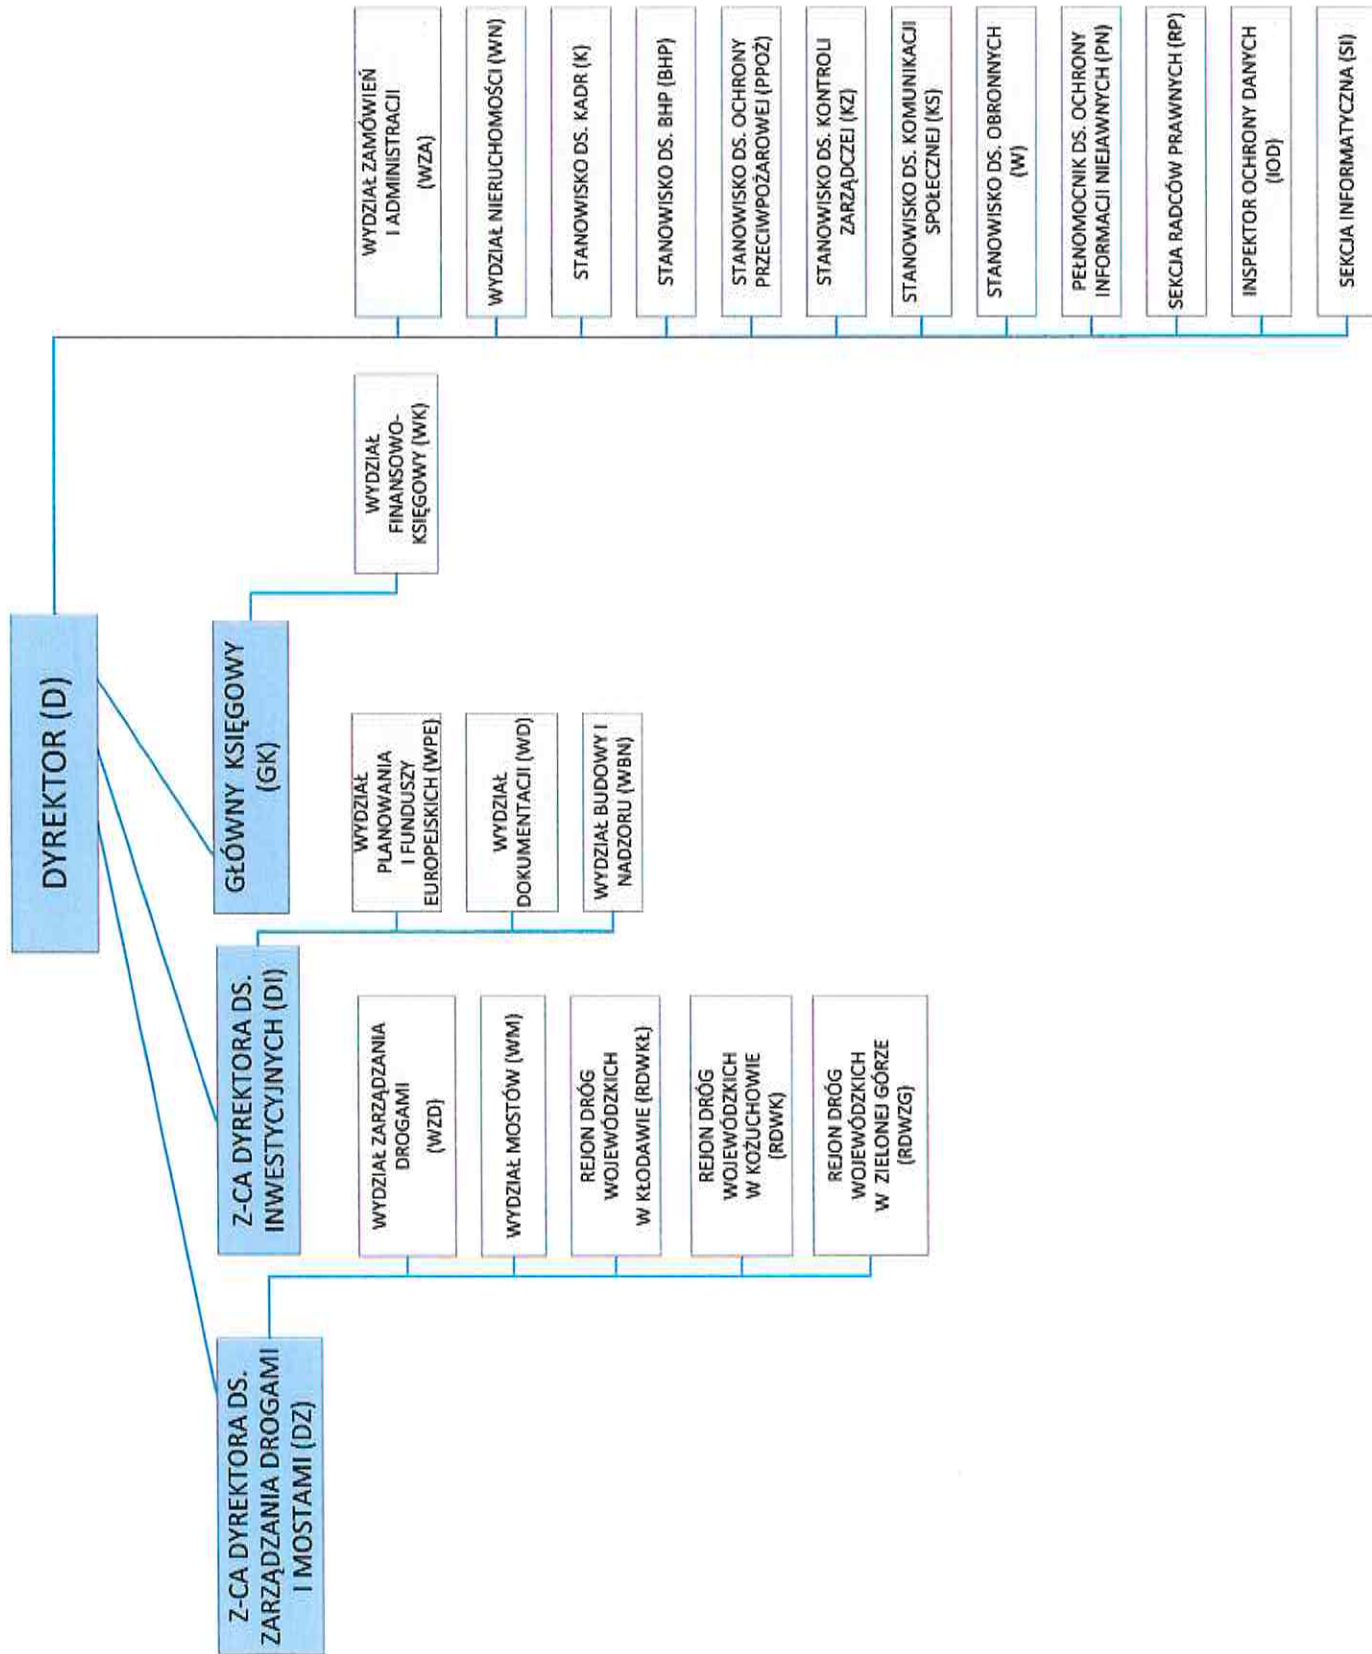 DYREKTOR (D)
Z-CA DYREKTORA DS.
ZARZĄDZANIA DROGAMI
I MOSTAMI (DZ)
WYDZIAŁ ZARZĄDZANIA
DROGAMI
(WZD)
WYDZIAŁ MOSTÓW (WM)
REJON DRÓG
WOJEWÓDZKICH
W KŁODAWIE (RDWKŁ)
REJON DRÓG
WOJEWÓDZKICH
W KOŻUCHOWIE
(RDWK)
REJON DRÓG
WOJEWÓDZKICH
W ZIELONEJ GÓRZE
(RDWZG)
Z-CA DYREKTORA DS.
INWESTYCYJNYCH (DI)
WYDZIAŁ
PLANOWANIA
I FUNDUSZY
EUROPEJSKICH (WPE)
WYDZIAŁ
DOKUMENTACJI (WD)
WYDZIAŁ BUDOWY I
NADZORU (WBN)
GŁÓWNY KSIĘGOWY
(GK)
WYDZIAŁ
FINANSOWO-
KSIĘGOWY (WK)
WYDZIAŁ ZAMÓWIEŃ
I ADMINISTRACJI
(WZA)
WYDZIAŁ NIERUCHOMOŚCI (WN)
STANOWISKO DS. KADR (K)
STANOWISKO DS. BHP (BHP)
STANOWISKO DS. OCHRONY
PRZECIWPOŻAROWEJ (PPOŻ)
STANOWISKO DS. KONTROLI
ZARZĄDCZEJ (KZ)
STANOWISKO DS. KOMUNIKACJI
SPOŁECZNEJ (KS)
STANOWISKO DS. OBRONNYCH
(W)
PEŁNOMOCNIK DS. OCHRONY
INFORMACJI NIEJAWNYCH (PN)
SEKCJA RADCÓW PRAWNYCH (RP)
INSPEKTOR OCHRONY DANYCH
(IOD)
SEKCJA INFORMATYCZNA (SI)